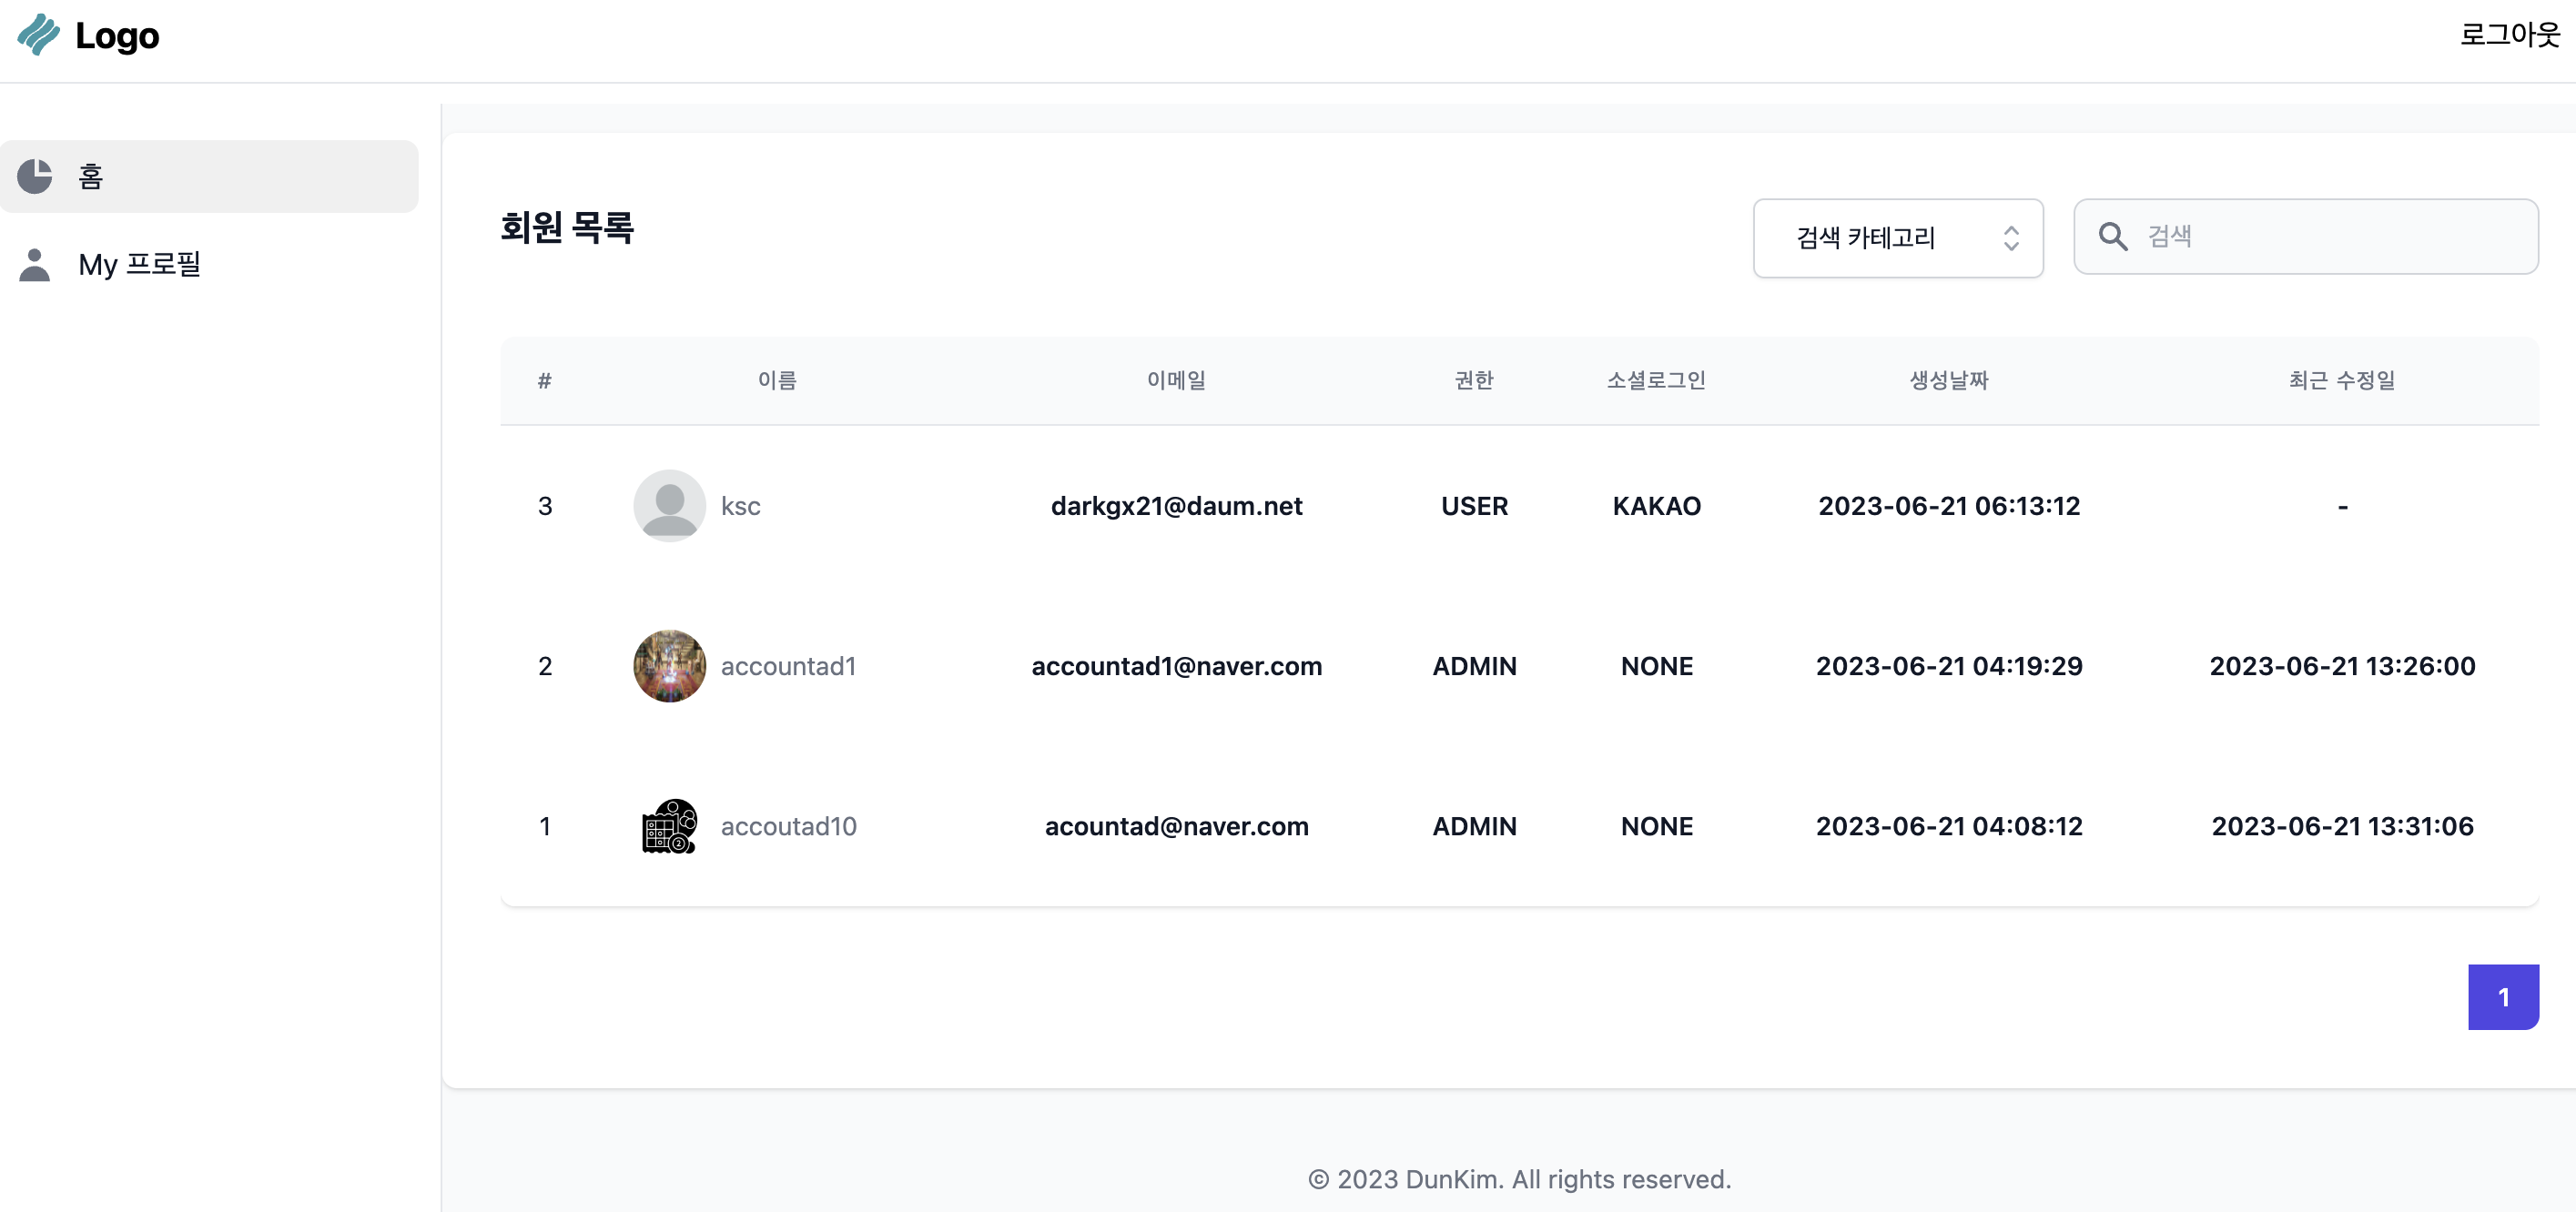 Logo
로그아웃
홈
My 프로필
회원 목록
검색 카테고리
검색
# 이름 이메일 권한 소셜로그인 생성날짜 최근 수정일
3 ksc darkgx21@daum.net USER KAKAO 2023-06-21 06:13:12 -
2 accountad1 accountad1@naver.com ADMIN NONE 2023-06-21 04:19:29 2023-06-21 13:26:00
1 accoutad10 acountad@naver.com ADMIN NONE 2023-06-21 04:08:12 2023-06-21 13:31:06
1
© 2023 DunKim. All rights reserved.